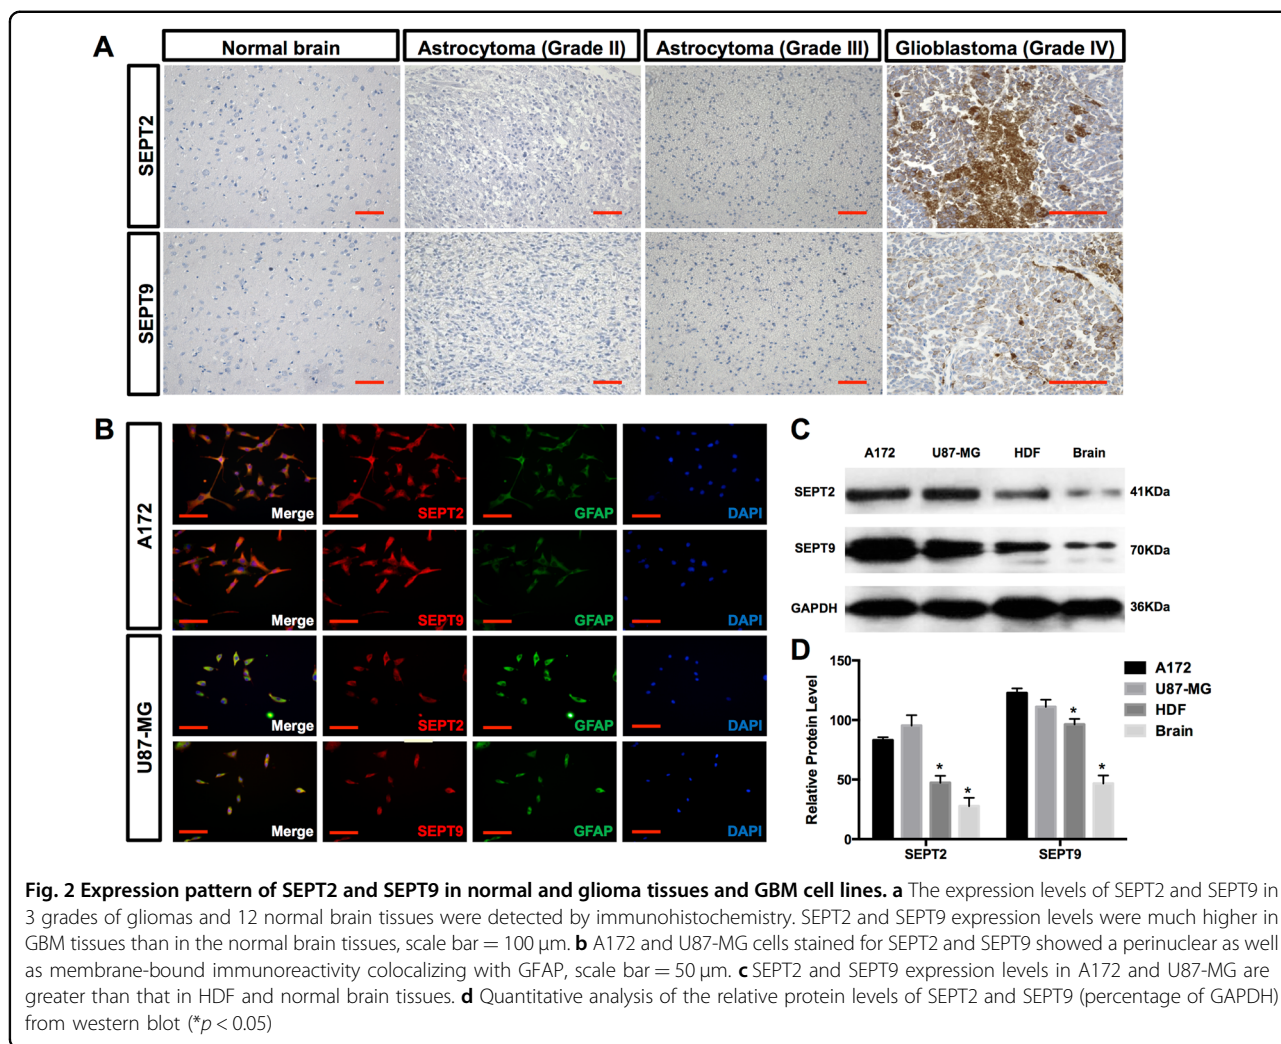 A
Normal brain
Astrocytoma (Grade II)
Astrocytoma (Grade III)
Glioblastoma (Grade IV)
SEPT2
SEPT9
B
A172
Merge
SEPT2
GFAP
DAPI
Merge
SEPT9
GFAP
DAPI
U87-MG
Merge
SEPT2
GFAP
DAPI
Merge
SEPT9
GFAP
DAPI
C
A172 U87-MG HDF Brain
SEPT2 41KDa
SEPT9 70KDa
GAPDH 36KDa
D
Relative Protein Level
150
100
50
0
* * * *
SEPT2 SEPT9
A172
U87-MG
HDF
Brain
Fig. 2 Expression pattern of SEPT2 and SEPT9 in normal and glioma tissues and GBM cell lines. a The expression levels of SEPT2 and SEPT9 in
3 grades of gliomas and 12 normal brain tissues were detected by immunohistochemistry. SEPT2 and SEPT9 expression levels were much higher in
GBM tissues than in the normal brain tissues, scale bar = 100 μm. b A172 and U87-MG cells stained for SEPT2 and SEPT9 showed a perinuclear as well
as membrane-bound immunoreactivity colocalizing with GFAP, scale bar = 50 μm. c SEPT2 and SEPT9 expression levels in A172 and U87-MG are
greater than that in HDF and normal brain tissues. d Quantitative analysis of the relative protein levels of SEPT2 and SEPT9 (percentage of GAPDH)
from western blot (*p < 0.05)